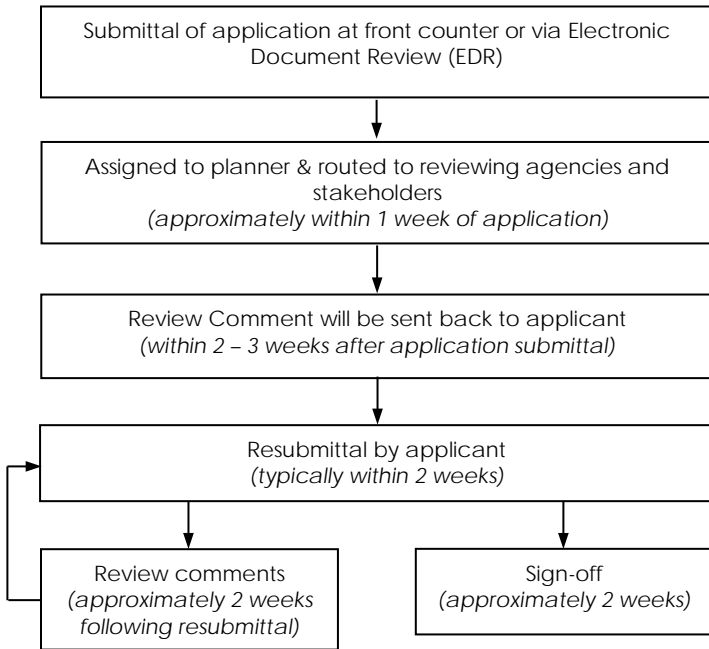 Submittal of application at front counter or via Electronic
Document Review (EDR)
Assigned to planner & routed to reviewing agencies and
stakeholders
(approximately within 1 week of application)
Review Comment will be sent back to applicant
(within 2 – 3 weeks after application submittal)
Resubmittal by applicant
(typically within 2 weeks)
Review comments
(approximately 2 weeks
following resubmittal)
Sign-off
(approximately 2 weeks)